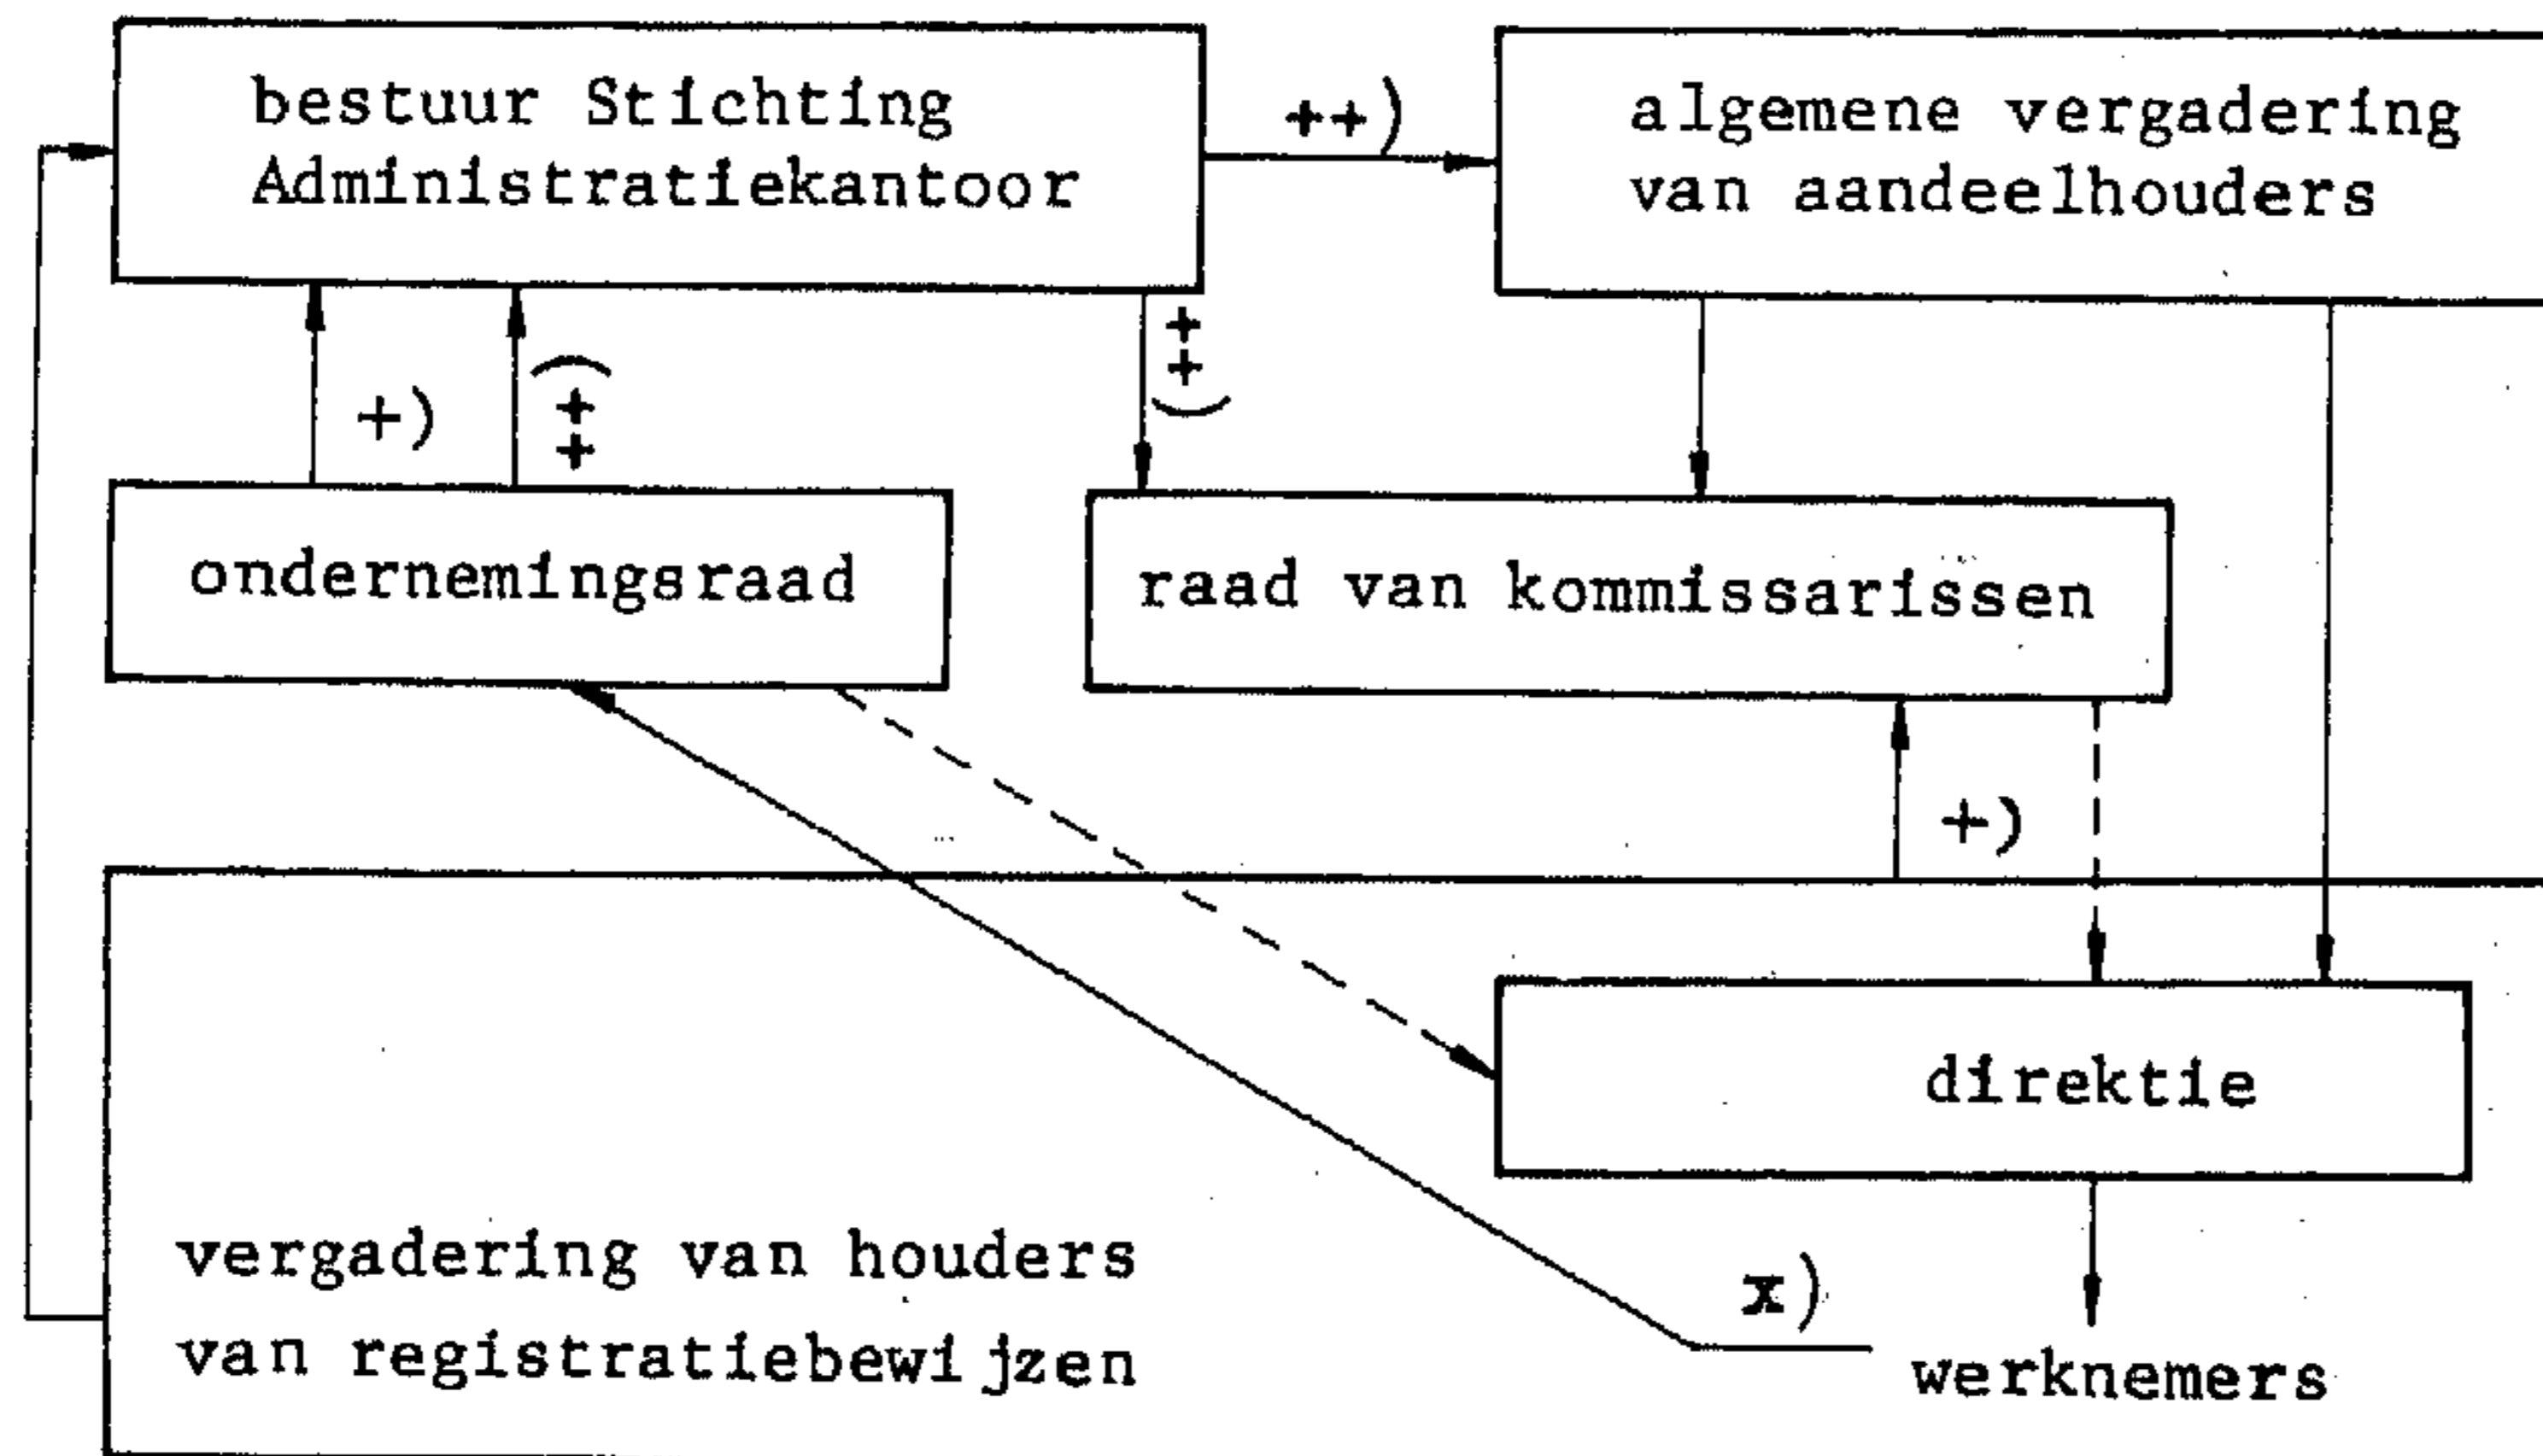 bestuur Stichting
Administratiekantoor
++)
algemene vergadering
van aandeelhouders
+)
++)
++)
ondernemingsraad
raad van kommissarissen
+)
direktie
vergadering van houders
van registratiebewijzen
x)
werknemers